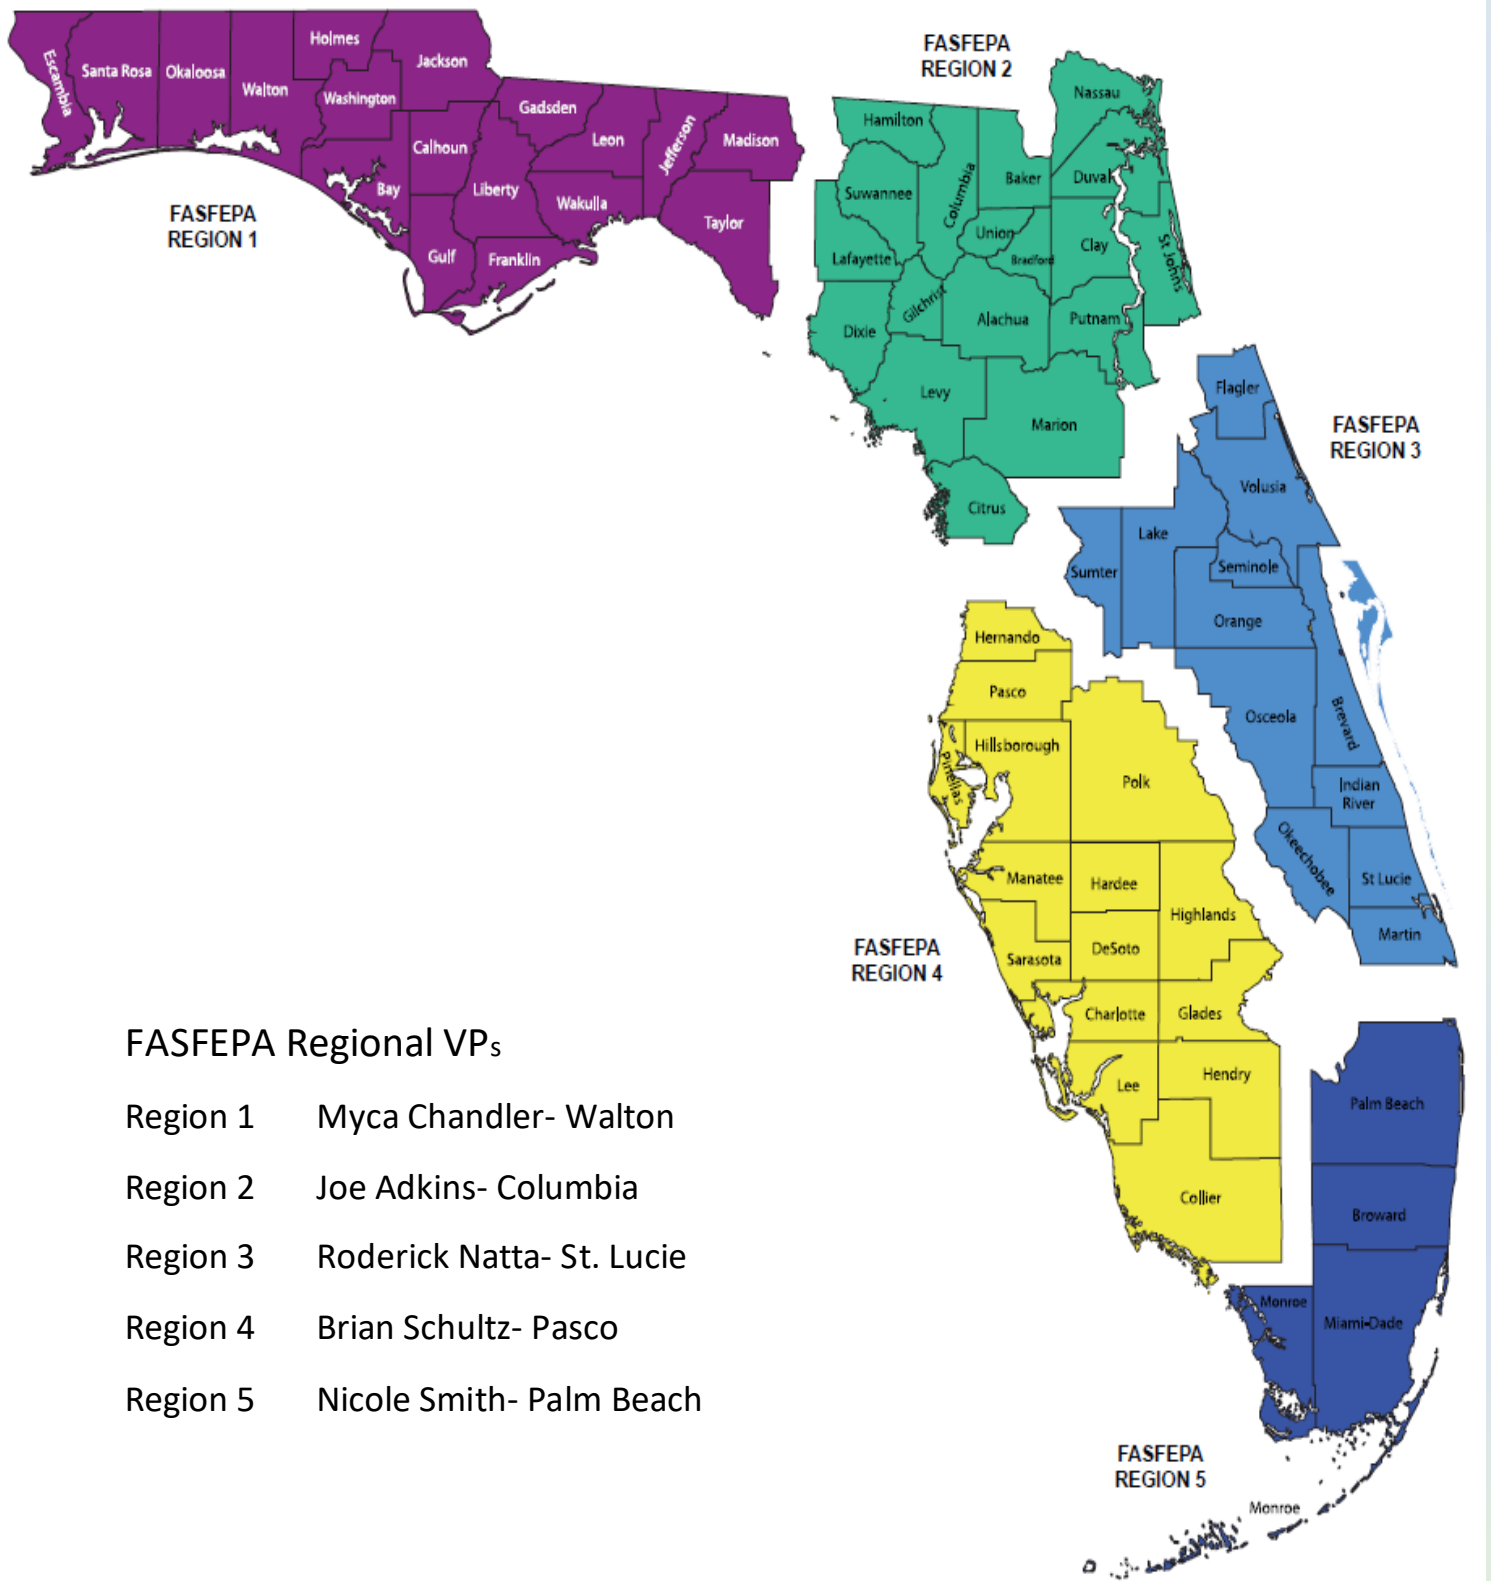 Escambia
Santa Rosa
Okaloosa
Walton
Holmes
Washington
Jackson
Bay
Calhoun
Gulf
Liberty
Gadsden
Franklin
Leon
Wakulla
Jefferson
Madison
Taylor
FASFEPA
REGION 1
FASFEPA
REGION 2
Nassau
Hamilton
Suwannee
Columbia
Baker
Duval
Union
Bradford
Clay
St Johns
Lafayette
Gilchrist
Dixie
Alachua
Putnam
Levy
Marion
Citrus
FASFEPA
REGION 3
Flagler
Volusia
Lake
Sumter
Seminole
Orange
Osceola
Brevard
Indian
River
Okeechobee
St Lucie
Martin
Hernando
Pasco
Hillsborough
Pinellas
Polk
Manatee
Hardee
Highlands
Sarasota
DeSoto
Charlotte
Glades
Lee
Hendry
Collier
FASFEPA
REGION 4
Palm Beach
Broward
Monroe
Miami-Dade
FASFEPA
REGION 5
Monroe
FASFEPA Regional VPs
Region 1 Myca Chandler- Walton
Region 2 Joe Adkins- Columbia
Region 3 Roderick Natta- St. Lucie
Region 4 Brian Schultz- Pasco
Region 5 Nicole Smith- Palm Beach